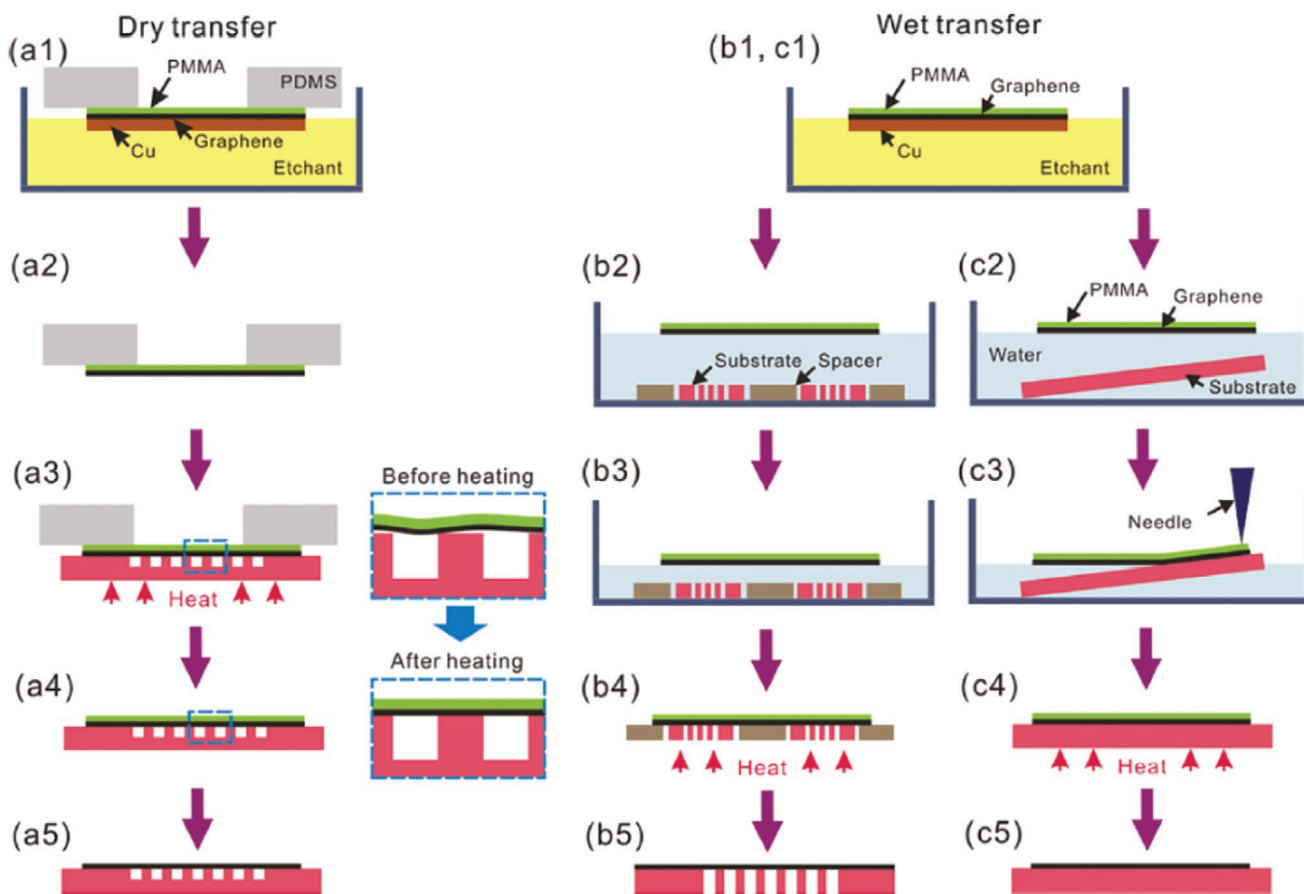 Dry transfer
Wet transfer
(a1)
PMMA
PDMS
Cu
Graphene
Etchant
(b1, c1)
PMMA
Graphene
Cu
Etchant
(a2)
(b2)
Substrate
Spacer
(c2)
PMMA
Graphene
Water
Substrate
(a3)
Heat
Before heating
After heating
(b3)
(c3)
Needle
(a4)
(b4)
Heat
(c4)
Heat
(a5)
(b5)
(c5)